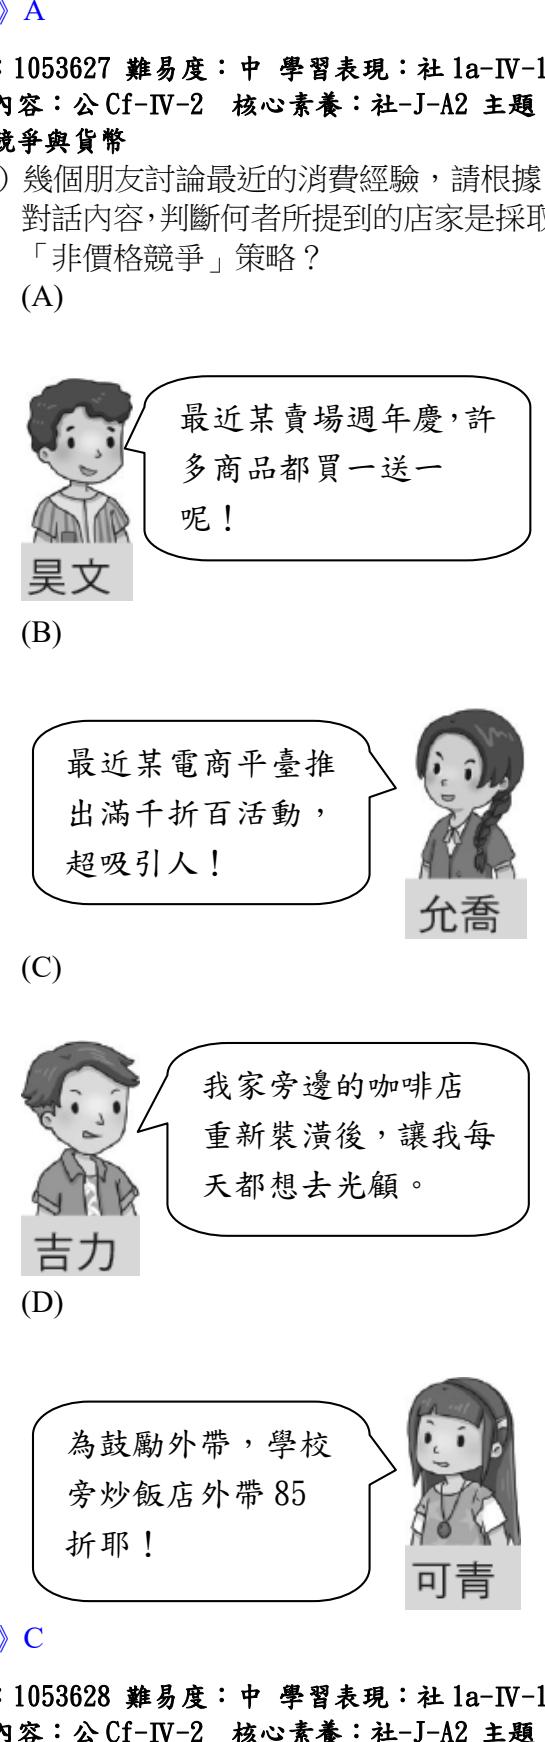 》 A
：1053627 難易度：中 學習表現：社 1a-Ⅳ-1
內容：公 Cf-Ⅳ-2 核心素養：社-J-A2 主題
競爭與貨幣
）幾個朋友討論最近的消費經驗，請根據
對話內容，判斷何者所提到的店家是採取
「非價格競爭」策略？
(A)
最近某賣場週年慶，許
多商品都買一送一
呢！
昊文
(B)
最近某電商平臺推
出滿千折百活動，
超吸引人！
允喬
(C)
我家旁邊的咖啡店
重新裝潢後，讓我每
天都想去光顧。
吉力
(D)
為鼓勵外帶，學校
旁炒飯店外帶 85
折耶！
可青
》 C
：1053628 難易度：中 學習表現：社 1a-Ⅳ-1
內容：公 Cf-Ⅳ-2 核心素養：社-J-A2 主題